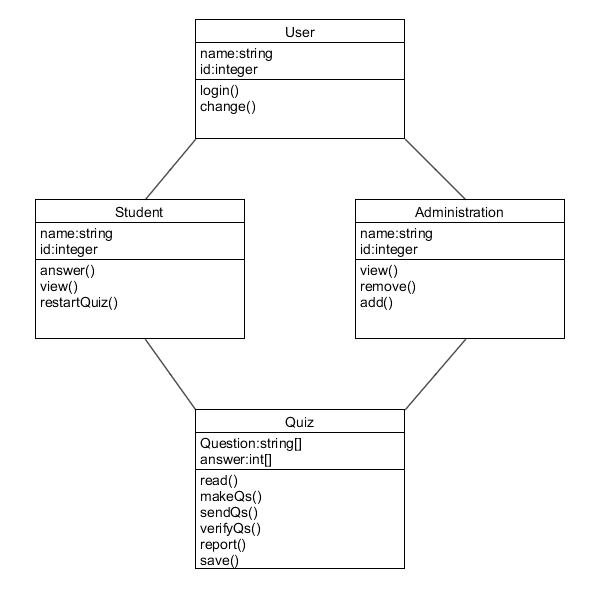 User
name:string
id:integer
login()
change()
Student
name:string
id:integer
answer()
view()
restartQuiz()
Administration
name:string
id:integer
view()
remove()
add()
Quiz
Question:string[]
answer:int[]
read()
makeQs()
sendQs()
verifyQs()
report()
save()